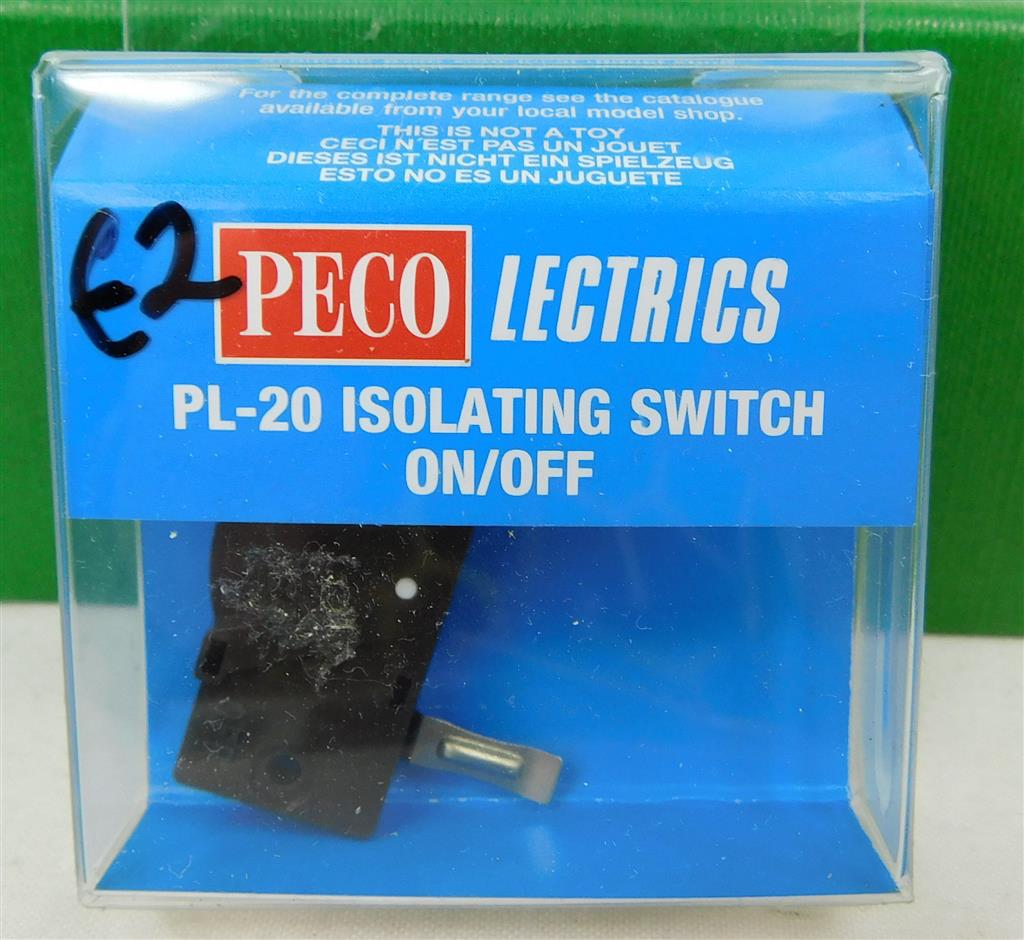 For the complete range see the catalogue
available from your local model shop.
THIS IS NOT A TOY
CECI N'EST PAS UN JOUET
DIESES IST NICHT EIN SPIELZEUG
ESTO NO ES UN JUGUETE
E2
PECO LECTRICS
PL-20 ISOLATING SWITCH
ON/OFF